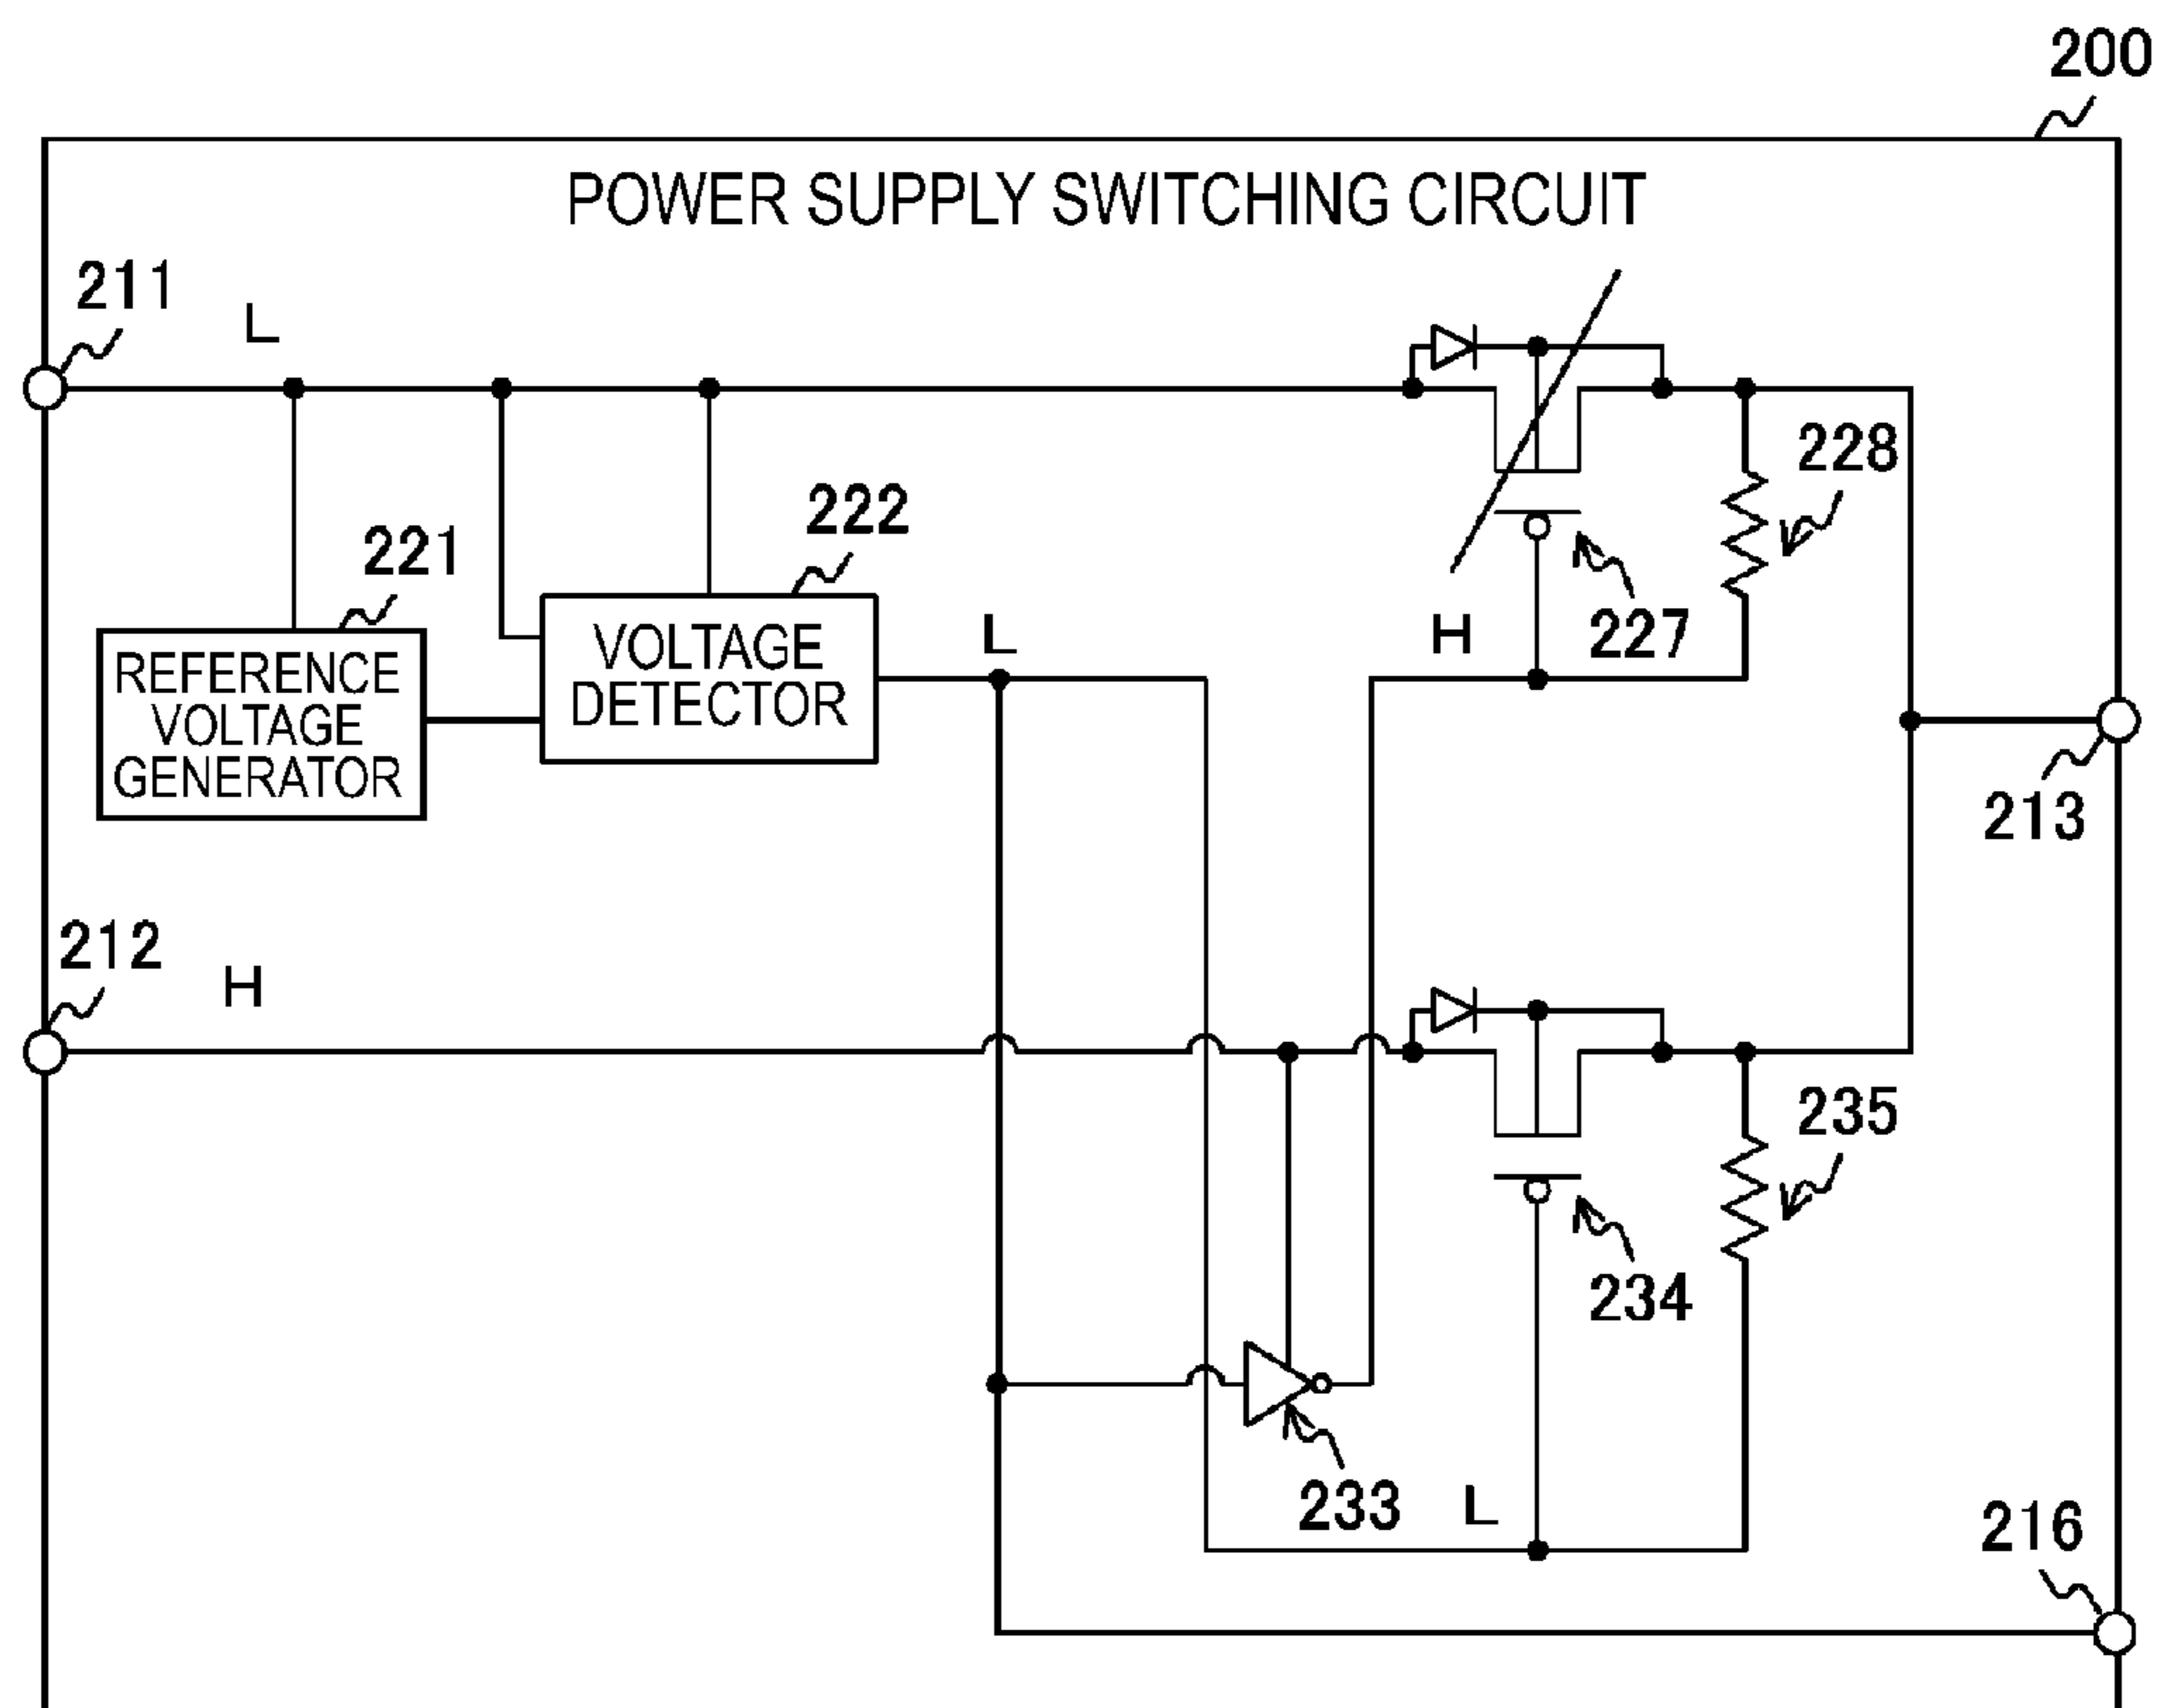 200
POWER SUPPLY SWITCHING CIRCUIT
211
L
228
222
221
L
H
227
REFERENCE
VOLTAGE
GENERATOR
VOLTAGE
DETECTOR
213
212
H
235
234
233
L
216